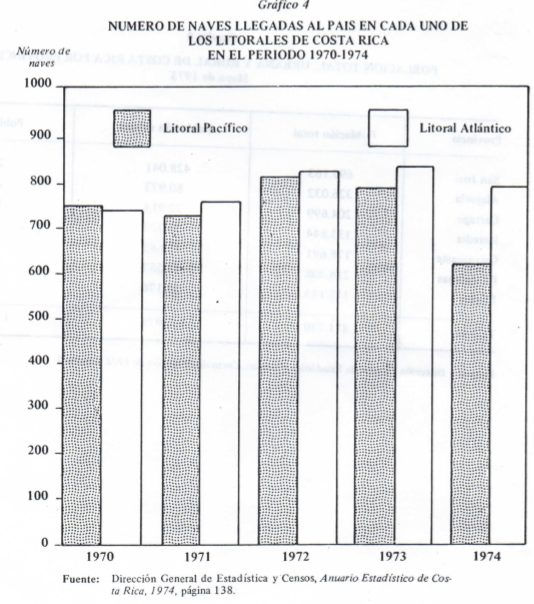 Gráfico 4
NUMERO DE NAVES LLEGADAS AL PAIS EN CADA UNO DE
LOS LITORALES DE COSTA RICA
EN EL PERIODO 1970-1974
Número de
naves
1000
900
800
700
600
500
400
300
200
100
0
Litoral Pacífico
Litoral Atlántico
1970
1971
1972
1973
1974
Fuente: Dirección General de Estadística y Censos, Anuario Estadístico de Cos-
ta Rica, 1974, página 138.